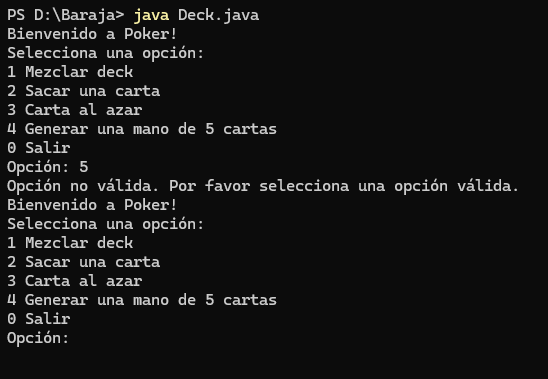 PS D:\Baraja> java Deck.java
Bienvenido a Poker!
Selecciona una opción:
1 Mezclar deck
2 Sacar una carta
3 Carta al azar
4 Generar una mano de 5 cartas
0 Salir
Opción: 5
Opción no válida. Por favor selecciona una opción válida.
Bienvenido a Poker!
Selecciona una opción:
1 Mezclar deck
2 Sacar una carta
3 Carta al azar
4 Generar una mano de 5 cartas
0 Salir
Opción: